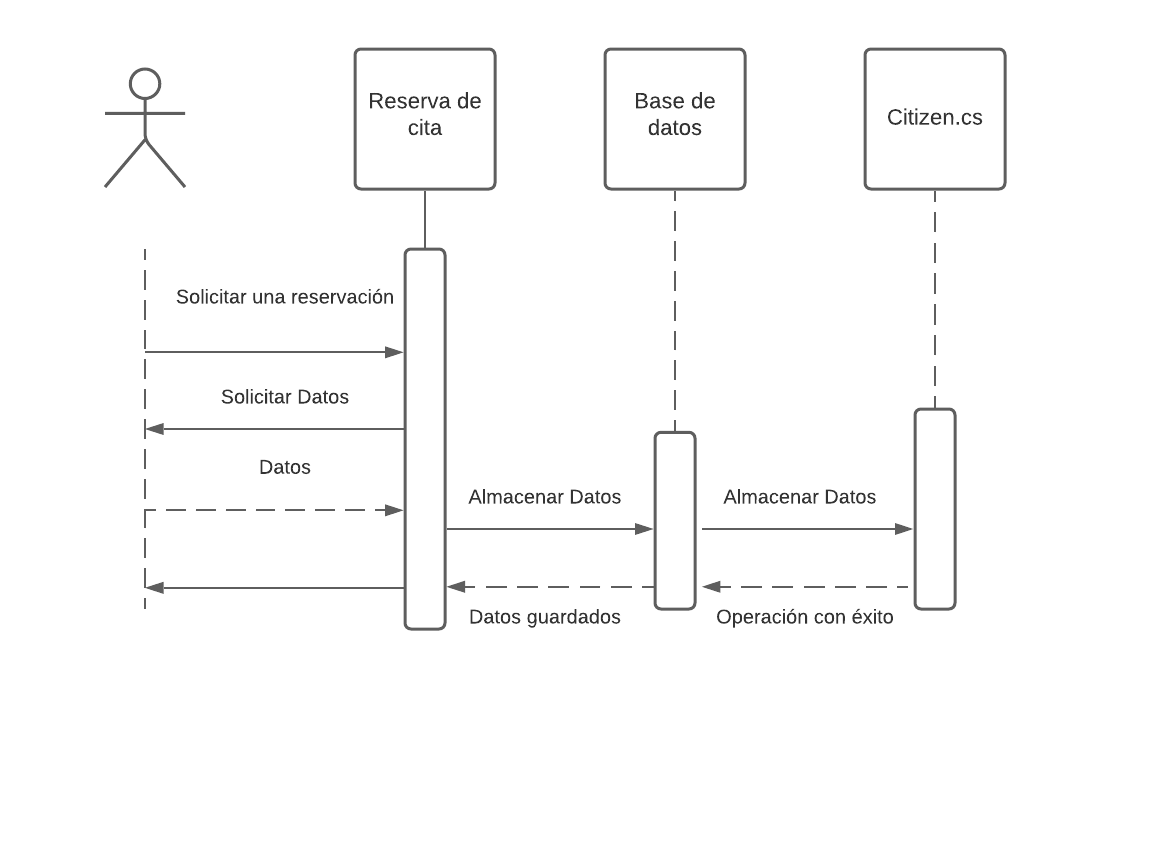 Reserva de
cita
Base de
datos
Citizen.cs
Solicitar una reservación
Solicitar Datos
Datos
Almacenar Datos
Almacenar Datos
Datos guardados
Operación con éxito